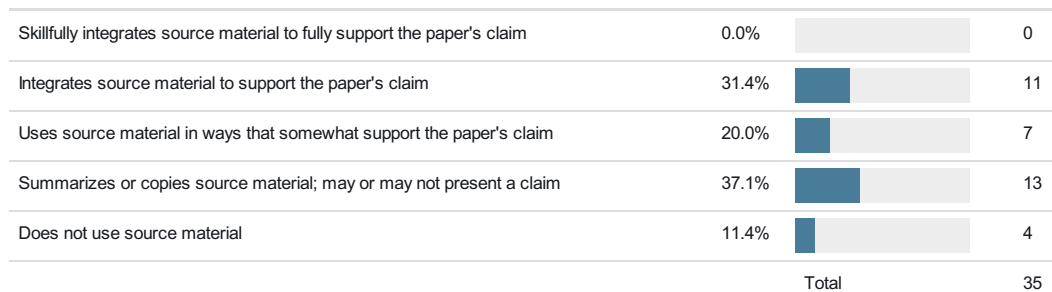 Skillfully integrates source material to fully support the paper's claim 0.0% 0
Integrates source material to support the paper's claim 31.4% 11
Uses source material in ways that somewhat support the paper's claim 20.0% 7
Summarizes or copies source material; may or may not present a claim 37.1% 13
Does not use source material 11.4% 4
Total 35